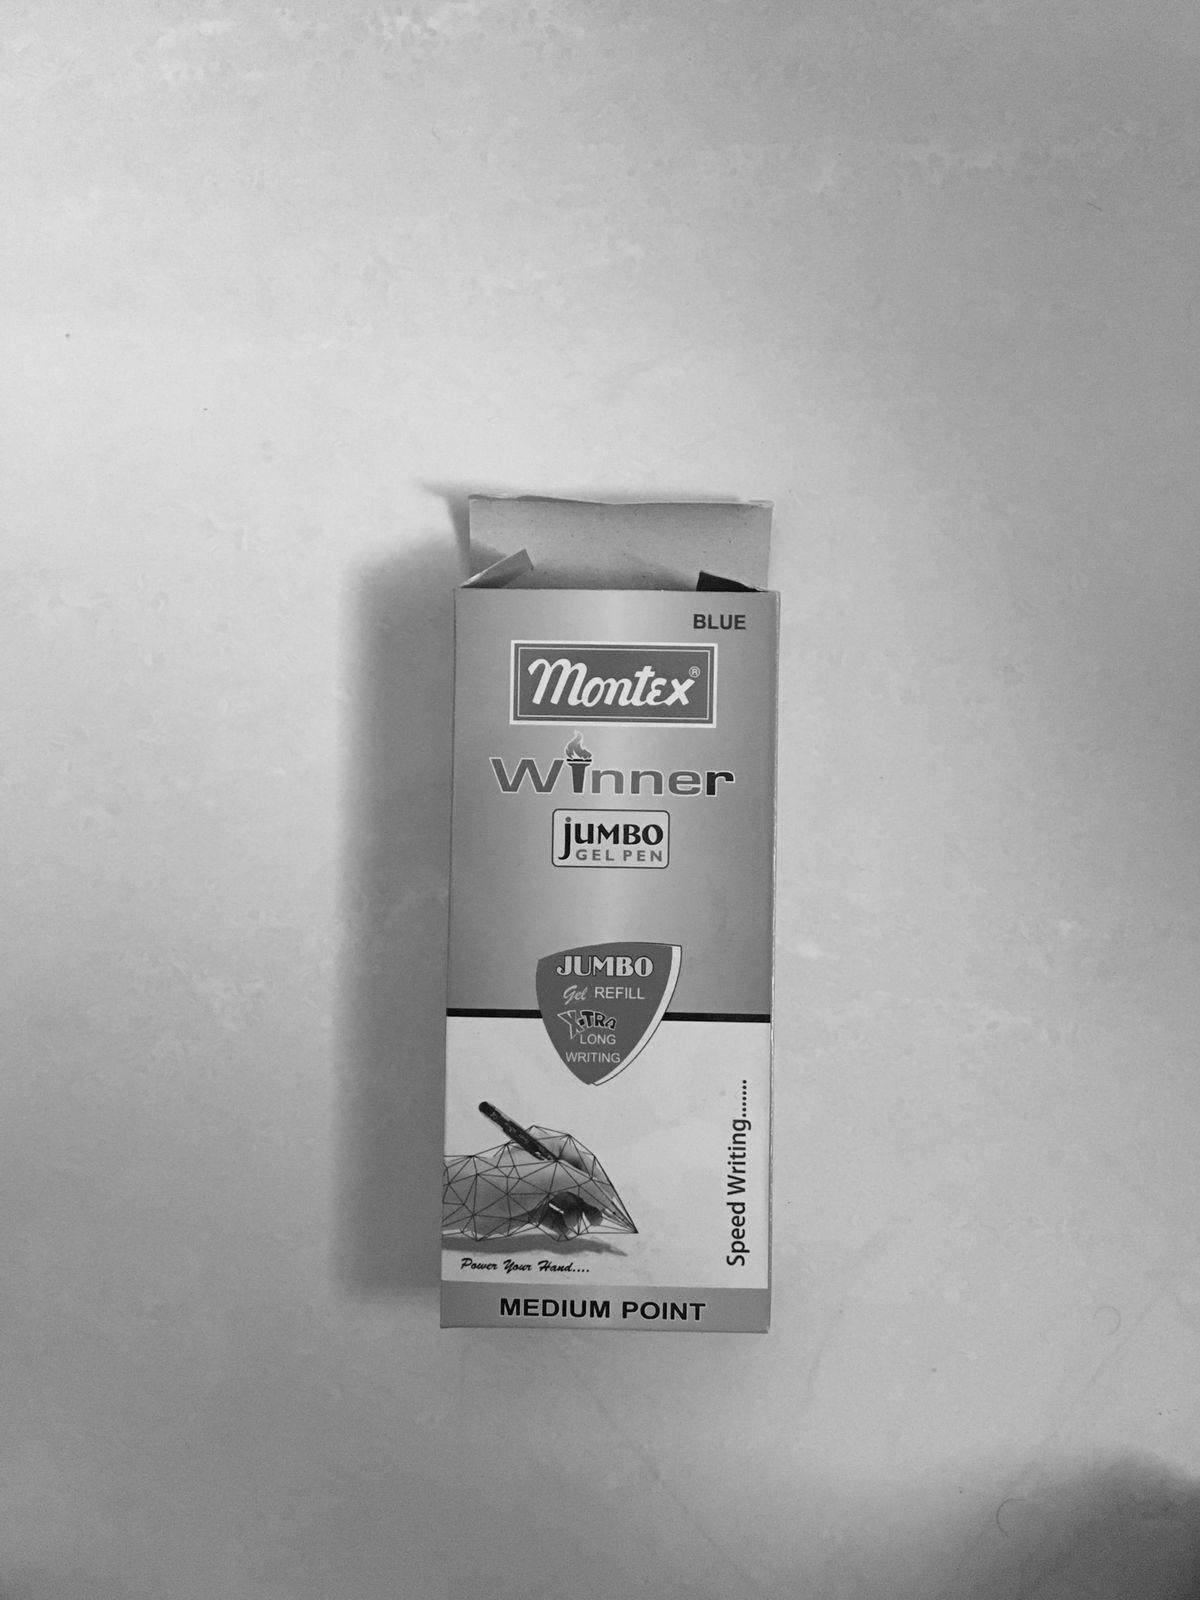 BLUE
Montex®
Winner
JUMBO
GEL PEN
JUMBO
Gel REFILL
X-TRA
LONG
WRITING
Speed Writing.......
Power Your Hand....
MEDIUM POINT